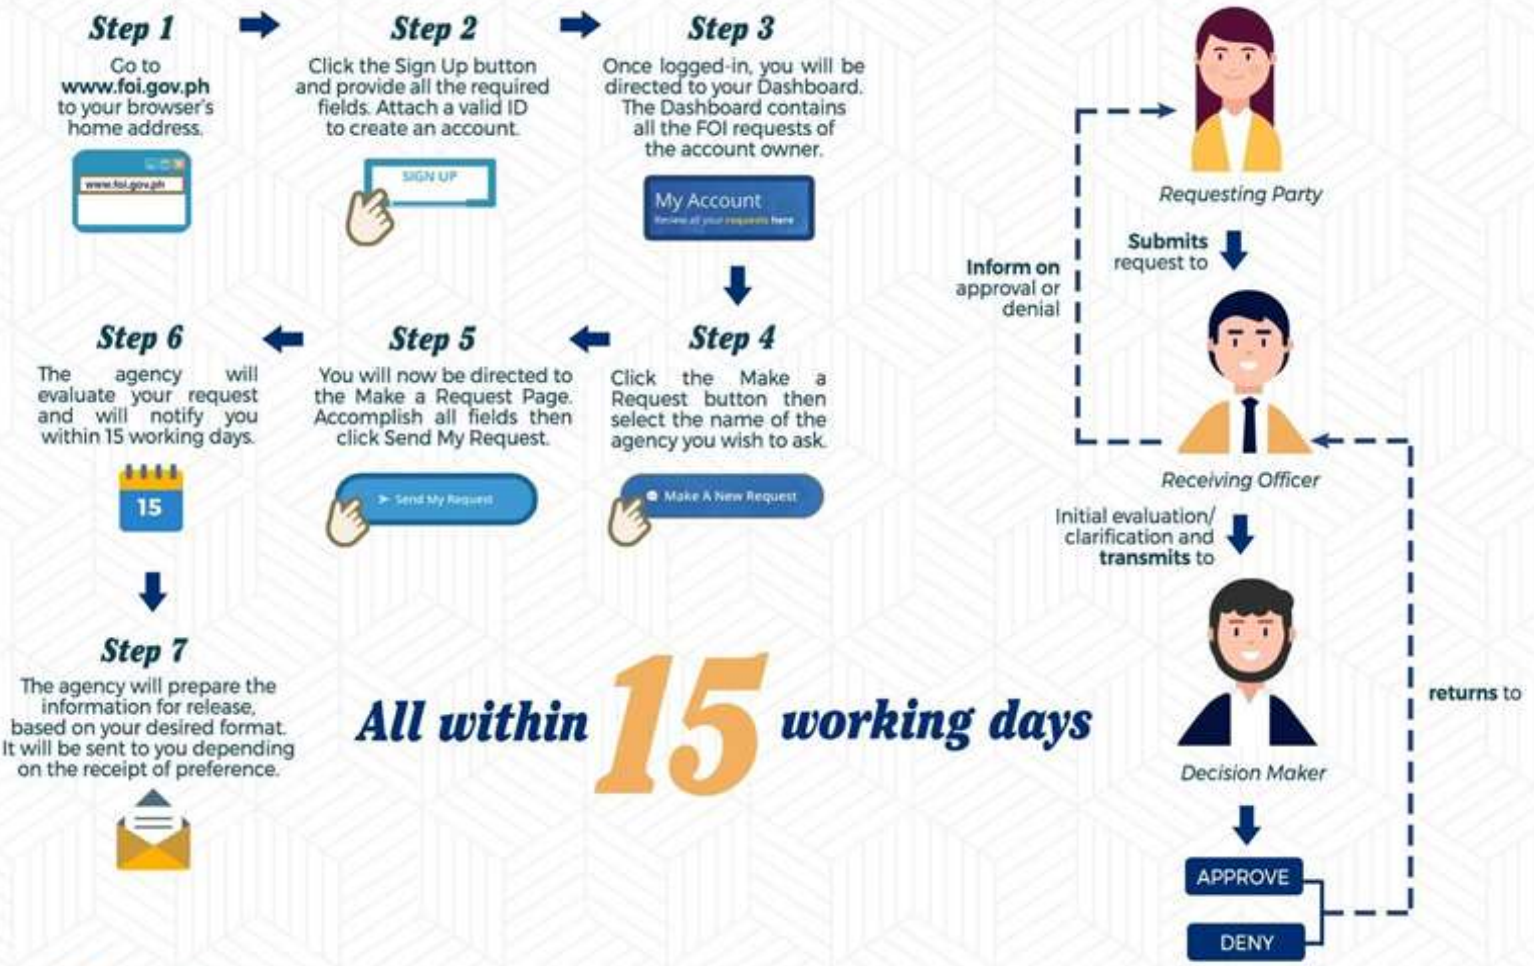 Step 1
Go to
www.foi.gov.ph
to your browser's
home address.
www.foi.gov.ph
Step 2
Click the Sign Up button
and provide all the required
fields. Attach a valid ID
to create an account.
SIGN UP
Step 3
Once logged-in, you will be
directed to your Dashboard.
The Dashboard contains
all the FOI requests of
the account owner.
My Account
Review all your requests here
Step 4
Click the Make a
Request button then
select the name of the
agency you wish to ask.
Make A New Request
Step 5
You will now be directed to
the Make a Request Page.
Accomplish all fields then
click Send My Request.
Send My Request
Step 6
The agency will
evaluate your request
and will notify you
within 15 working days.
15
Step 7
The agency will prepare the
information for release,
based on your desired format.
It will be sent to you depending
on the receipt of preference.
All within 15 working days
Requesting Party
Submits
request to
Inform on
approval or
denial
Receiving Officer
Initial evaluation/
clarification and
transmits to
Decision Maker
returns to
APPROVE
DENY